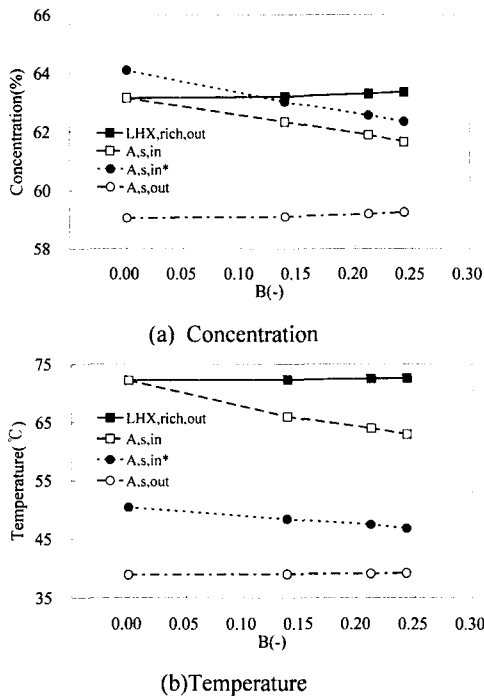 66
64
62
60
58
Concentration(%)
LHX,rich,out
A,s,in
A,s,in*
A,s,out
0.00 0.05 0.10 0.15 0.20 0.25 0.30
B(-)
(a) Concentration
75
65
55
45
35
Temperature(℃)
LHX,rich,out
A,s,in
A,s,in*
A,s,out
0.00 0.05 0.10 0.15 0.20 0.25 0.30
B(-)
(b)Temperature